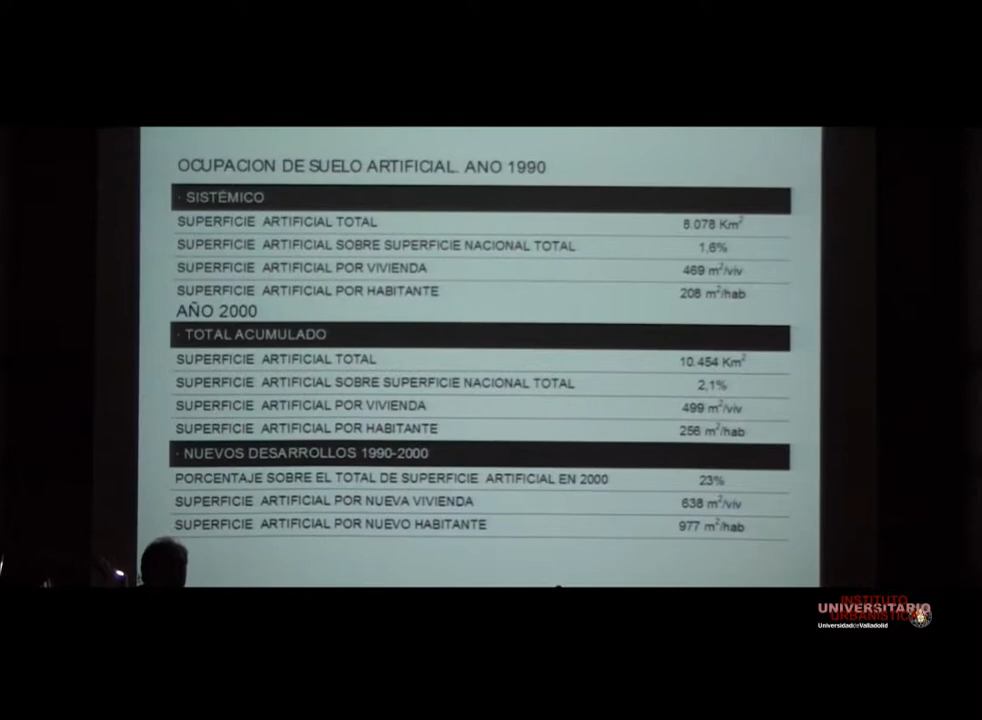 OCUPACION DE SUELO ARTIFICIAL. ANO 1990
· SISTÉMICO
SUPERFICIE ARTIFICIAL TOTAL 8.078 Km²
SUPERFICIE ARTIFICIAL SOBRE SUPERFICIE NACIONAL TOTAL 1,6%
SUPERFICIE ARTIFICIAL POR VIVIENDA 469 m²/viv
SUPERFICIE ARTIFICIAL POR HABITANTE 208 m²/hab
AÑO 2000
· TOTAL ACUMULADO
SUPERFICIE ARTIFICIAL TOTAL 10.454 Km²
SUPERFICIE ARTIFICIAL SOBRE SUPERFICIE NACIONAL TOTAL 2,1%
SUPERFICIE ARTIFICIAL POR VIVIENDA 499 m²/viv
SUPERFICIE ARTIFICIAL POR HABITANTE 256 m²/hab
· NUEVOS DESARROLLOS 1990-2000
PORCENTAJE SOBRE EL TOTAL DE SUPERFICIE ARTIFICIAL EN 2000 23%
SUPERFICIE ARTIFICIAL POR NUEVA VIVIENDA 638 m²/viv
SUPERFICIE ARTIFICIAL POR NUEVO HABITANTE 977 m²/hab
INSTITUTO
UNIVERSITARIO
URBANÍSTICA
Universidad de Valladolid